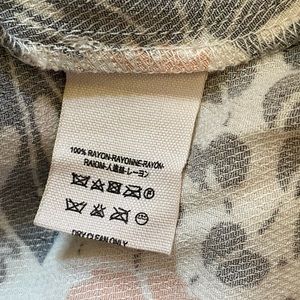 100% RAYON-RAYONNE-RAYON-
RAIOM-人造絲-レーヨン
DRY CLEAN ONLY